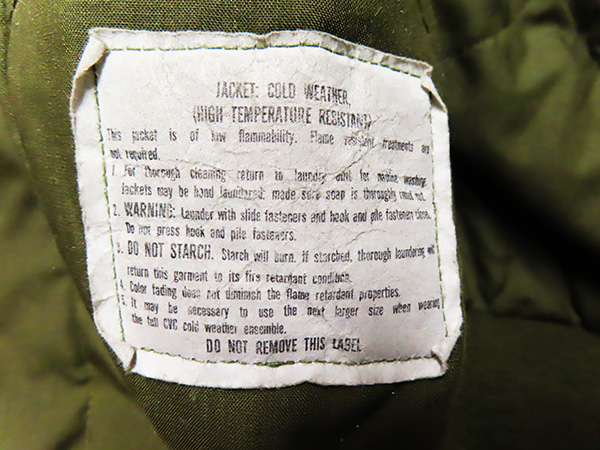 JACKET: COLD WEATHER,
(HIGH TEMPERATURE RESISTANT)
This jacket is of low flammability. Flame resistant treatments are
not required.
1. For thorough cleaning return to laundry unit for machine washing.
Jackets may be hand laundered: made sure soap is thoroughly out.
2. WARNING: Launder with slide fasteners and hook and pile fastener close.
Do not press hook and pile fasteners.
3. DO NOT STARCH. Starch will burn. if starched, thorough laundering will
return this garment to its fire retardant condition.
4. Color fading does not diminish the flame retardant properties.
5. It may be necessary to use the next larger size when wearing
the full CVC cold weather ensemble.
DO NOT REMOVE THIS LABEL